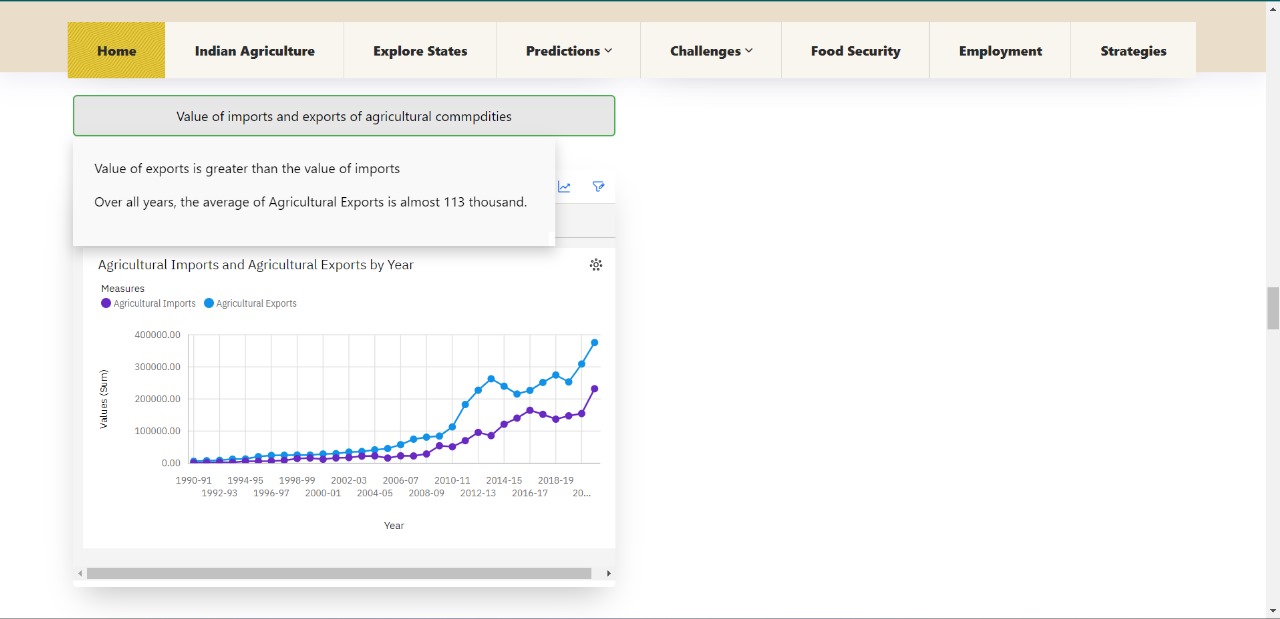 Home Indian Agriculture Explore States Predictions Challenges Food Security Employment Strategies
Value of imports and exports of agricultural commpdities
Value of exports is greater than the value of imports
Over all years, the average of Agricultural Exports is almost 113 thousand.
Agricultural Imports and Agricultural Exports by Year
Measures
Agricultural Imports Agricultural Exports
400000.00
300000.00
200000.00
100000.00
0.00
Values (Sum)
1990-91 1994-95 1998-99 2002-03 2006-07 2010-11 2014-15 2018-19
1992-93 1996-97 2000-01 2004-05 2008-09 2012-13 2016-17 20...
Year